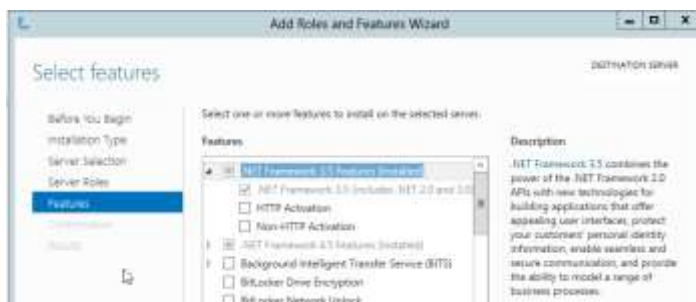 Add Roles and Features Wizard
Select features
DESTINATION SERVER
Before You Begin
Installation Type
Server Selection
Server Roles
Features
Confirmation
Results
Select one or more features to install on the selected server.
Features
.NET Framework 3.5 Features (Installed)
.NET Framework 3.5 (includes .NET 2.0 and 3.0)
HTTP Activation
Non-HTTP Activation
.NET Framework 4.5 Features (Installed)
Background Intelligent Transfer Service (BITS)
BitLocker Drive Encryption
BitLocker Network Unlock
Description
.NET Framework 3.5 combines the
power of the .NET Framework 2.0
APIs with new technologies for
building applications that offer
appealing user interfaces, protect
your customers' personal identity
information, enable seamless and
secure communication, and provide
the ability to model a range of
business processes.